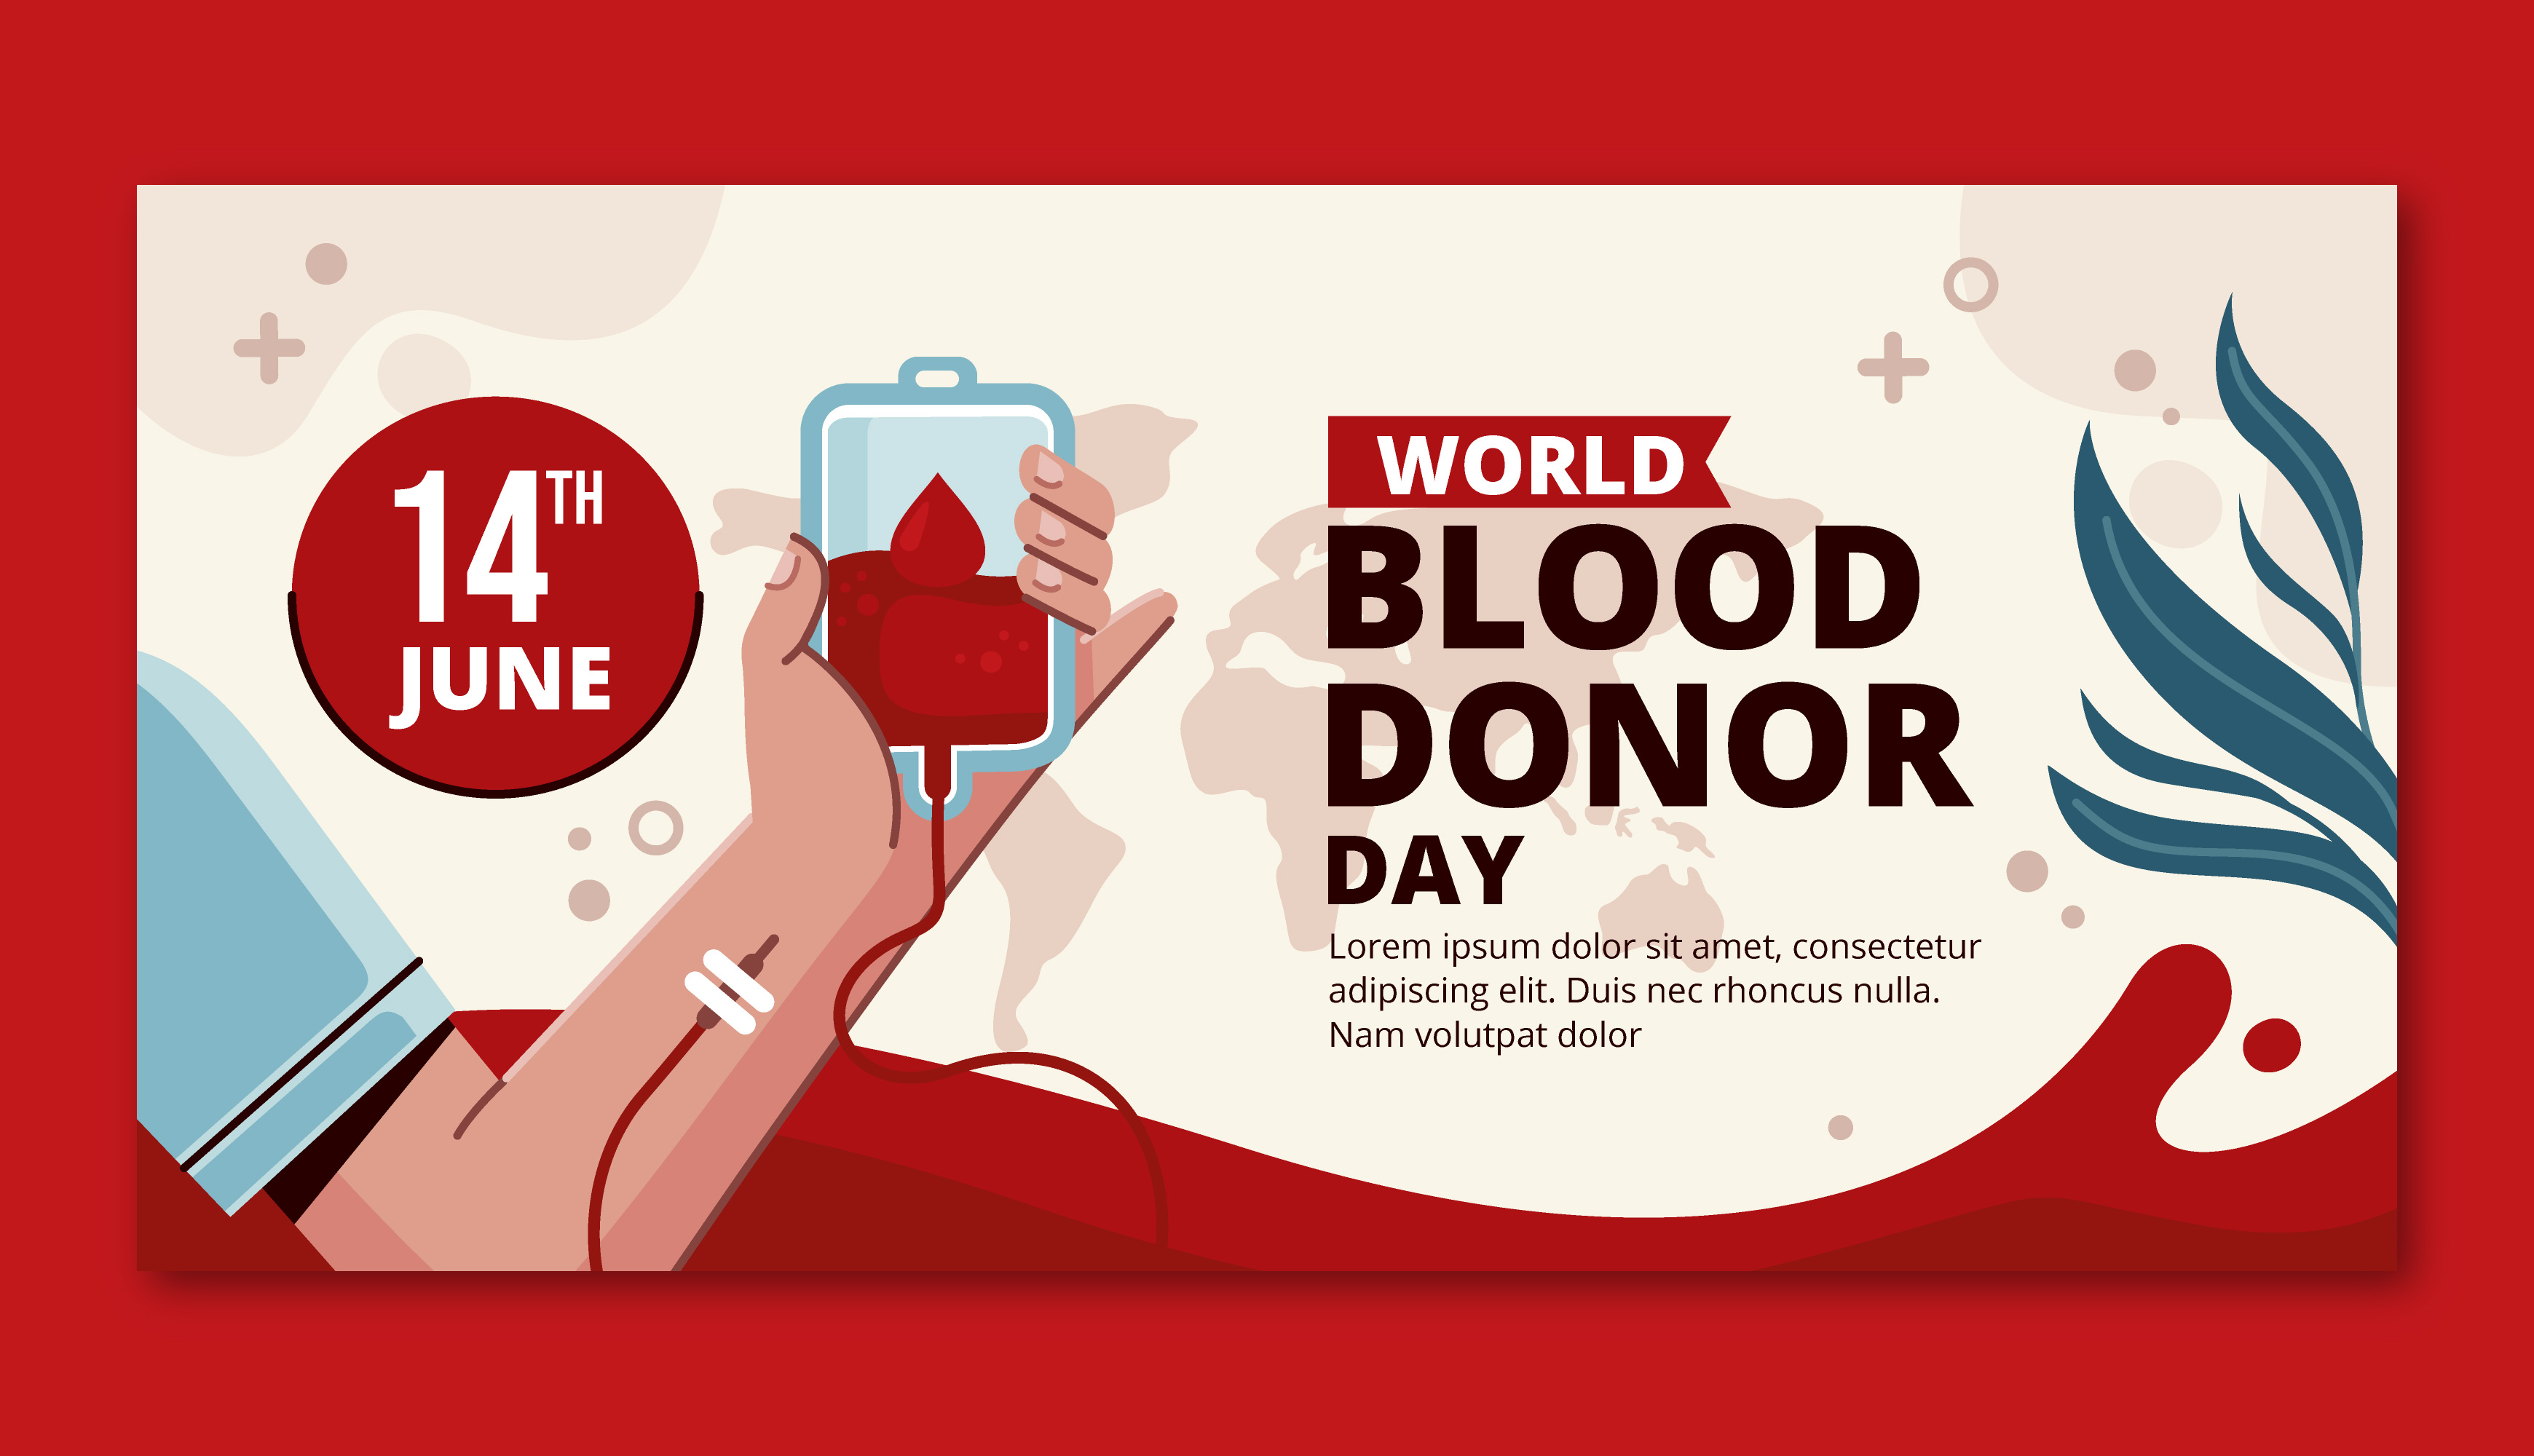 14TH
JUNE
WORLD
BLOOD
DONOR
DAY
Lorem ipsum dolor sit amet, consectetur
adipiscing elit. Duis nec rhoncus nulla.
Nam volutpat dolor